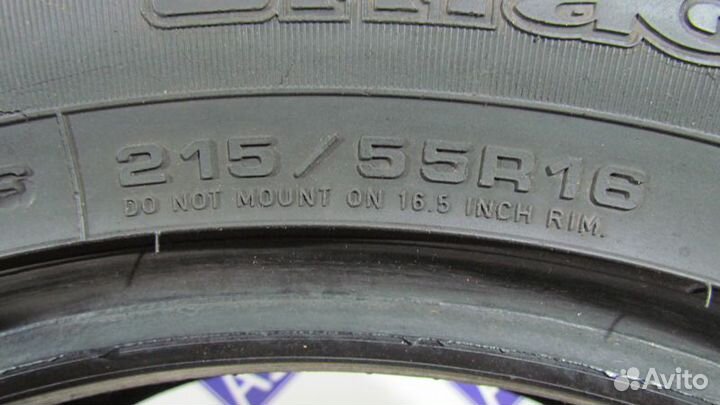 215/55R16
DO NOT MOUNT ON 16.5 INCH RIM.
Avito